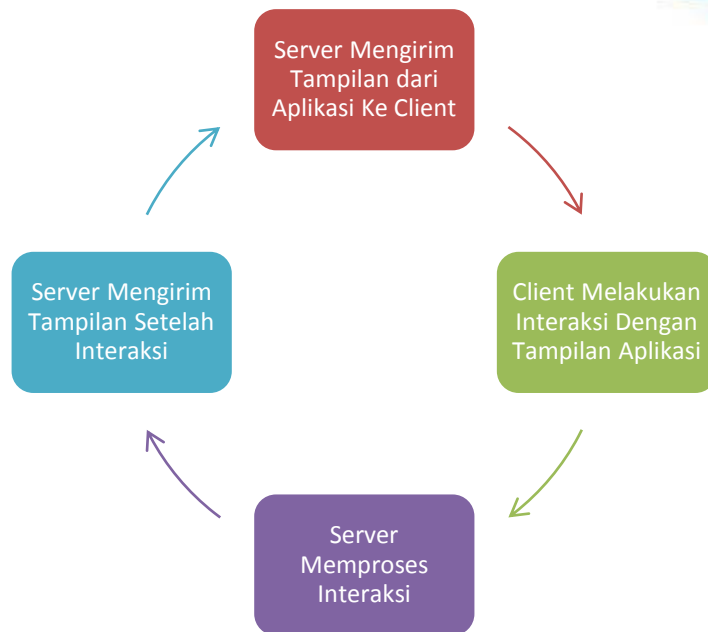 Server Mengirim
Tampilan dari
Aplikasi Ke Client
Client Melakukan
Interaksi Dengan
Tampilan Aplikasi
Server
Memproses
Interaksi
Server Mengirim
Tampilan Setelah
Interaksi